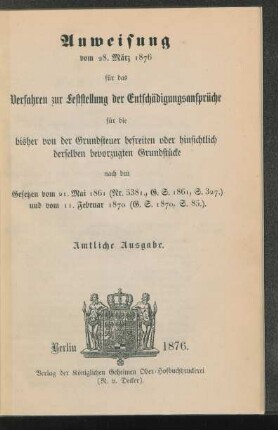 Anweisung
vom 28. März 1876
für das
Verfahren zur Feststellung der Entschädigungsansprüche
für die
bisher von der Grundsteuer befreiten oder hinsichtlich
derselben bevorzugten Grundstücke
nach den
Gesetzen vom 21. Mai 1861 (Nr. 5381, G. S. 1861, S. 327.)
und vom 11. Februar 1870 (G. S. 1870, S. 85.).
Amtliche Ausgabe.
Berlin 1876.
Verlag der Königlichen Geheimen Ober-Hofbuchdruckerei
(R. v. Decker).